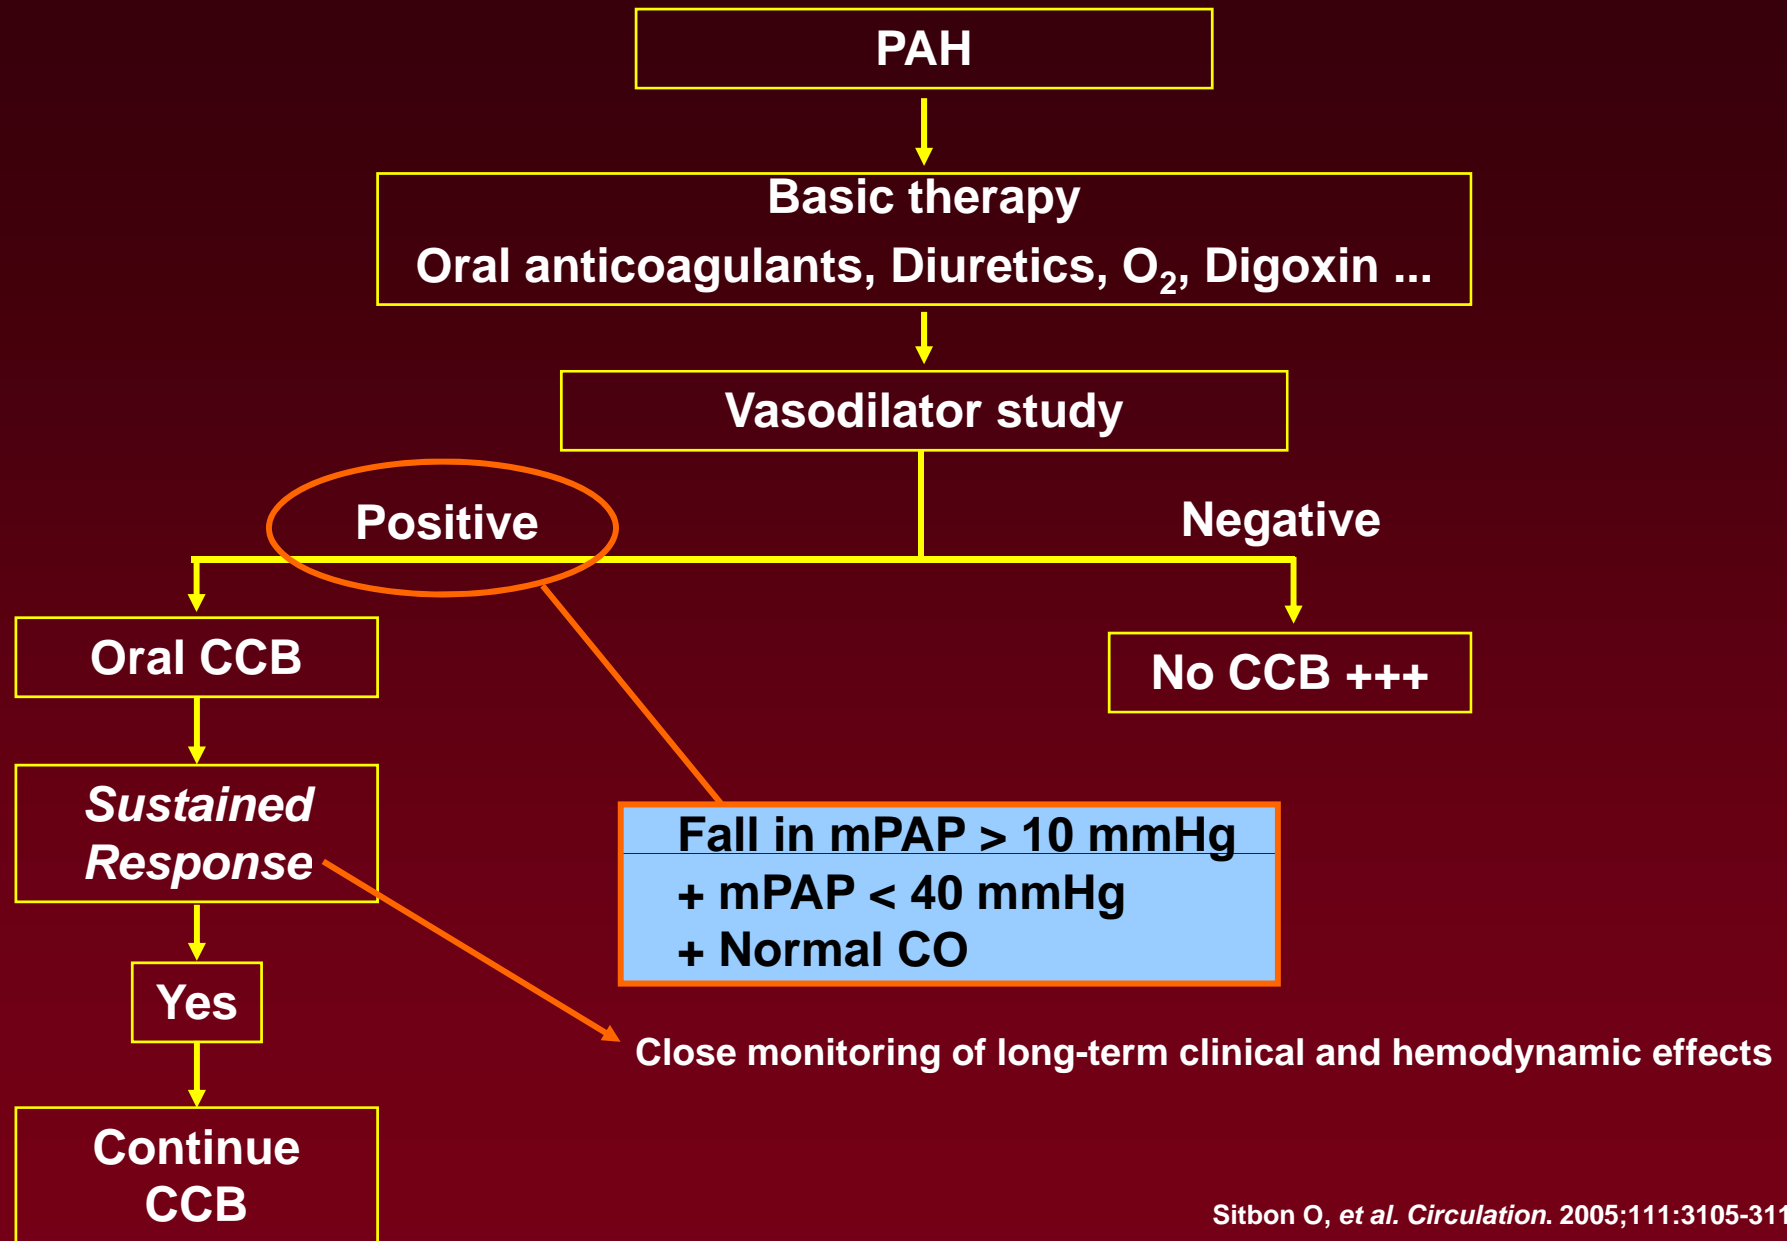 PAH
Basic therapy
Oral anticoagulants, Diuretics, O₂, Digoxin ...
Vasodilator study
Positive
Negative
Oral CCB
No CCB +++
Sustained
Response
Fall in mPAP > 10 mmHg
+ mPAP < 40 mmHg
+ Normal CO
Yes
Close monitoring of long-term clinical and hemodynamic effects
Continue
CCB
Sitbon O, et al. Circulation. 2005;111:3105-311